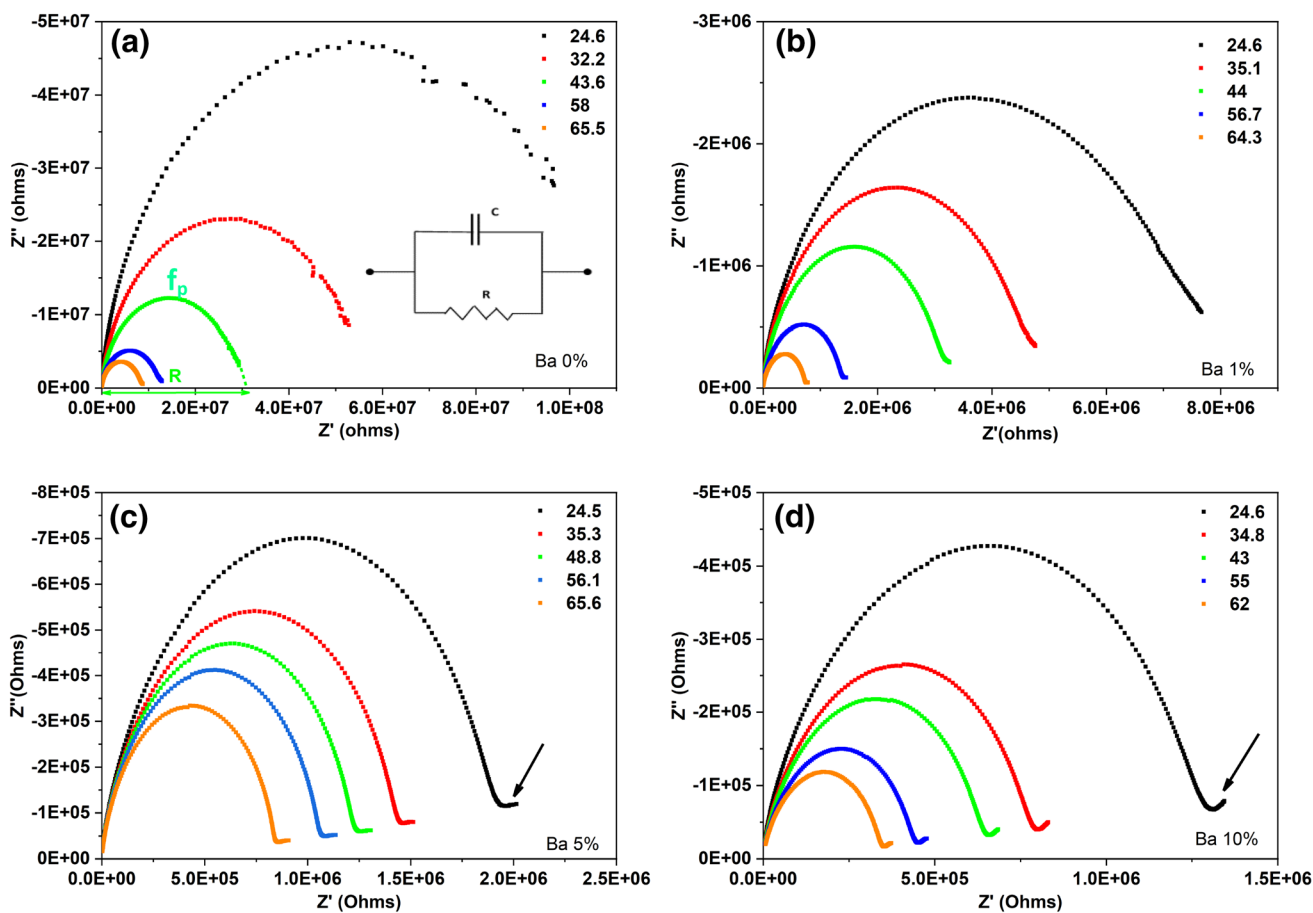 (a)
-5E+07
-4E+07
-3E+07
-2E+07
-1E+07
0E+00
Z'' (ohms)
24.6
32.2
43.6
58
65.5
C
R
fp
R
Ba 0%
0.0E+00 2.0E+07 4.0E+07 6.0E+07 8.0E+07 1.0E+08
Z' (ohms)
(b)
-3E+06
-2E+06
-1E+06
0E+00
Z'' (ohms)
24.6
35.1
44
56.7
64.3
Ba 1%
0.0E+00 2.0E+06 4.0E+06 6.0E+06 8.0E+06
Z'(ohms)
(c)
-8E+05
-7E+05
-6E+05
-5E+05
-4E+05
-3E+05
-2E+05
-1E+05
0E+00
Z''(Ohms)
24.5
35.3
48.8
56.1
65.6
Ba 5%
0.0E+00 5.0E+05 1.0E+06 1.5E+06 2.0E+06 2.5E+06
Z' (Ohms)
(d)
-5E+05
-4E+05
-3E+05
-2E+05
-1E+05
0E+00
Z'' (Ohms)
24.6
34.8
43
55
62
Ba 10%
0.0E+00 5.0E+05 1.0E+06 1.5E+06
Z' (Ohms)